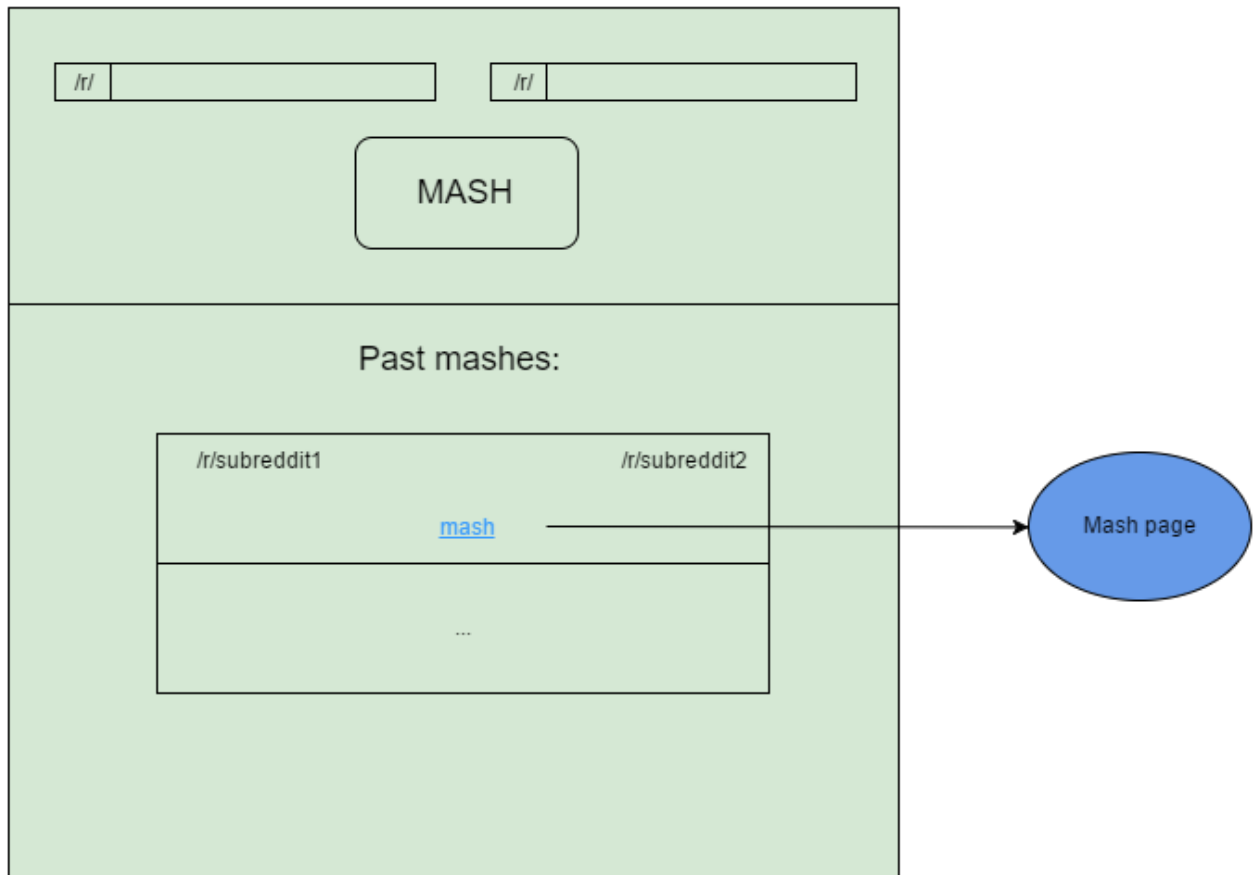 /r/
/r/
MASH
Past mashes:
/r/subreddit1
/r/subreddit2
mash
Mash page
...